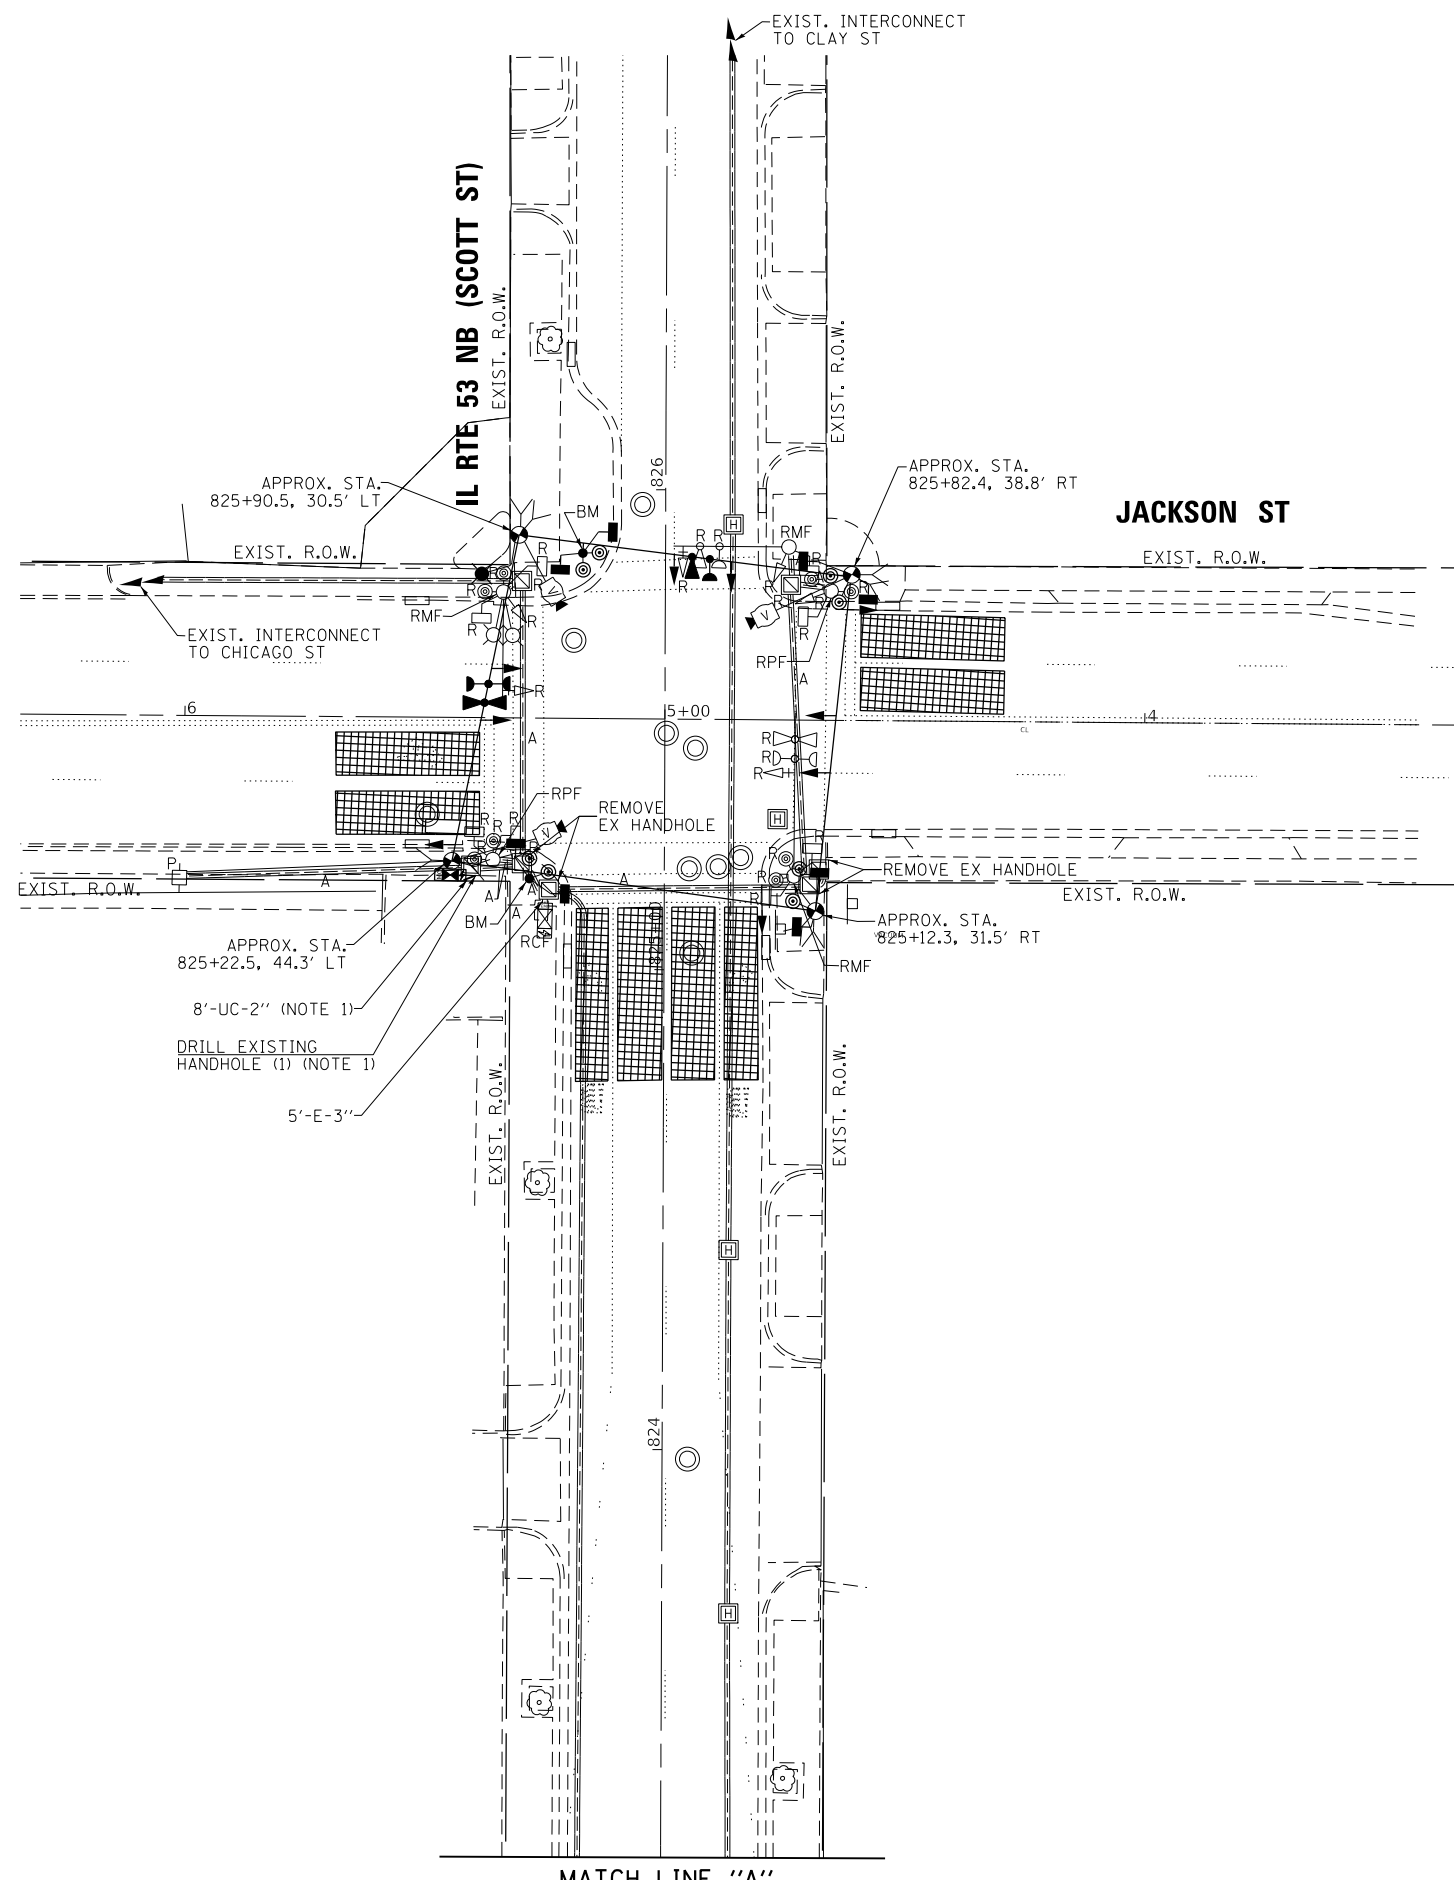 EXIST. INTERCONNECT
TO CLAY ST
IL RTE 53 NB (SCOTT ST)
EXIST. R.O.W.
EXIST. R.O.W.
826
APPROX. STA.
825+90.5, 30.5' LT
BM
APPROX. STA.
825+82.4, 38.8' RT
JACKSON ST
EXIST. R.O.W.
EXIST. R.O.W.
R
R
R
RMF
R
R
R
R
V
R
RMF
R
V
R
R
R
H
EXIST. INTERCONNECT
TO CHICAGO ST
RPF
A
R
6
5+00
4
CL
A
R
R
R
H
RPF
REMOVE
EX HANDHOLE
R
R
R
V
R
R
P
A
EXIST. R.O.W.
A
A
A
A
R
R
R
REMOVE EX HANDHOLE
EXIST. R.O.W.
BM
RCF
825+00
APPROX. STA.
825+22.5, 44.3' LT
APPROX. STA.
825+12.3, 31.5' RT
RMF
8'-UC-2" (NOTE 1)
DRILL EXISTING
HANDHOLE (1) (NOTE 1)
5'-E-3"
EXIST. R.O.W.
EXIST. R.O.W.
H
824
H
MATCH LINE "A"